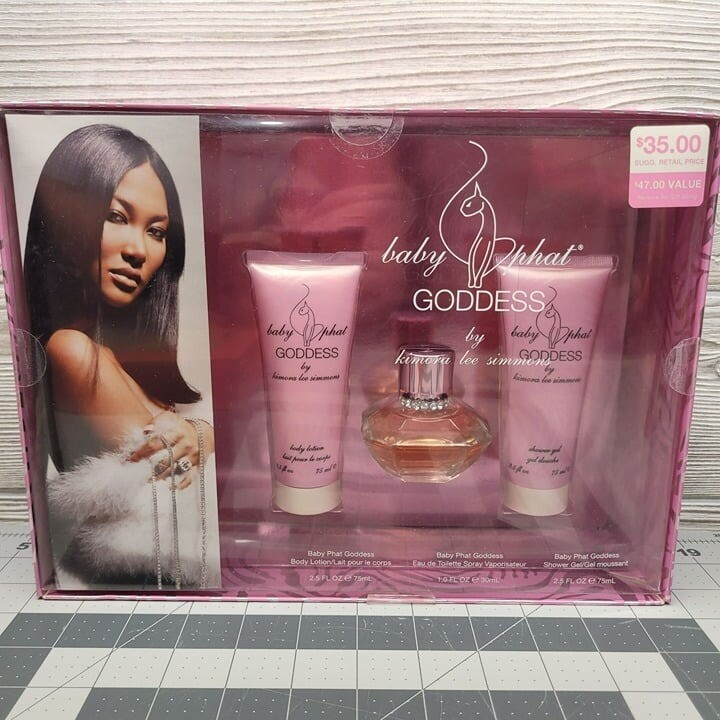 $35.00
SUGG. RETAIL PRICE
$47.00 VALUE
baby phat®
GODDESS
by
kimora lee simmons
baby phat
GODDESS
by
kimora lee simmons
body lotion
lait pour le corps
75 ml e
baby phat
GODDESS
by
kimora lee simmons
shower gel
gel douche
75 ml e
Baby Phat Goddess
Body Lotion/Lait pour le corps
2.5 FL OZ e 75mL
Baby Phat Goddess
Eau de Toilette Spray Vaporisateur
1.0 FL OZ e 30mL
Baby Phat Goddess
Shower Gel/Gel moussant
2.5 FL OZ e 75mL
5
19